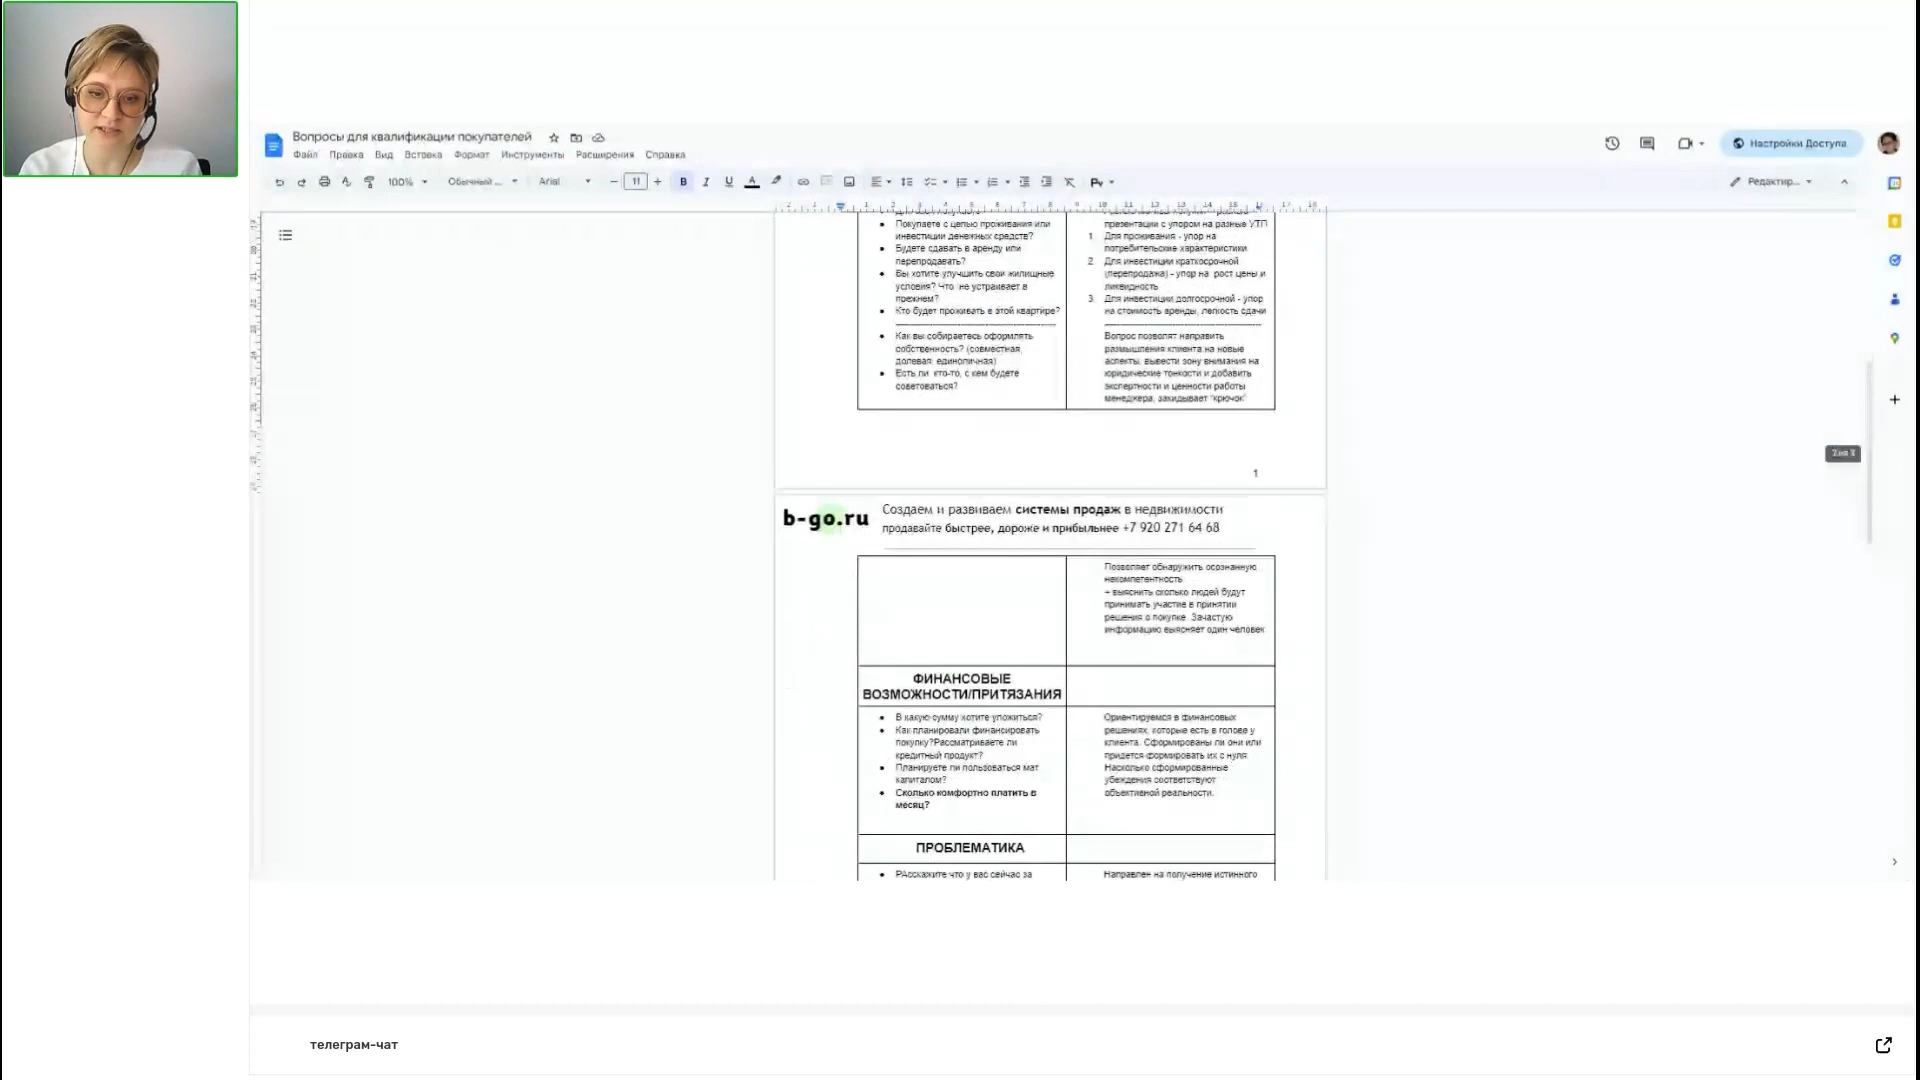 Вопросы для квалификации покупателей
Файл Правка Вид Вставка Формат Инструменты Расширения Справка
Настройки Доступа
100% Обычный ... Arial 11 Редактир...
Покупаете с целью проживания или
инвестиции денежных средств?
Будете сдавать в аренду или
перепродавать?
Вы хотите улучшить свои жилищные
условия? Что не устраивает в
прежнем?
Кто будет проживать в этой квартире?
Как вы собираетесь оформлять
собственность? (совместная,
долевая, единоличная)
Есть ли кто-то, с кем будете
советоваться?
презентации с упором на разные УТП
1. Для проживания - упор на
потребительские характеристики
2. Для инвестиции краткосрочной
(перепродажа) - упор на рост цены и
ликвидность
3. Для инвестиции долгосрочной - упор
на стоимость аренды, легкость сдачи
Вопрос позволят направить
размышления клиента на новые
аспекты, вывести зону внимания на
юридические тонкости и добавить
экспертности и ценности работы
менеджера, закидывает "крючок"
1
b-go.ru
Создаем и развиваем системы продаж в недвижимости
продавайте быстрее, дороже и прибыльнее +7 920 271 64 68
Позволяет обнаружить осознанную
некомпетентность
+ выяснить сколько людей будут
принимать участие в принятии
решения о покупке. Зачастую
информацию выясняет один человек
ФИНАНСОВЫЕ
ВОЗМОЖНОСТИ/ПРИТЯЗАНИЯ
В какую сумму хотите уложиться?
Как планировали финансировать
покупку?Рассматриваете ли
кредитный продукт?
Планируете ли пользоваться мат
капиталом?
Сколько комфортно платить в
месяц?
Ориентируемся в финансовых
решениях, которые есть в голове у
клиента. Сформированы ли они или
придется формировать их с нуля
Насколько сформированные
убеждения соответствуют
объективной реальности.
ПРОБЛЕМАТИКА
РАсскажите что у вас сейчас за
Направлен на получение истинного
телеграм-чат